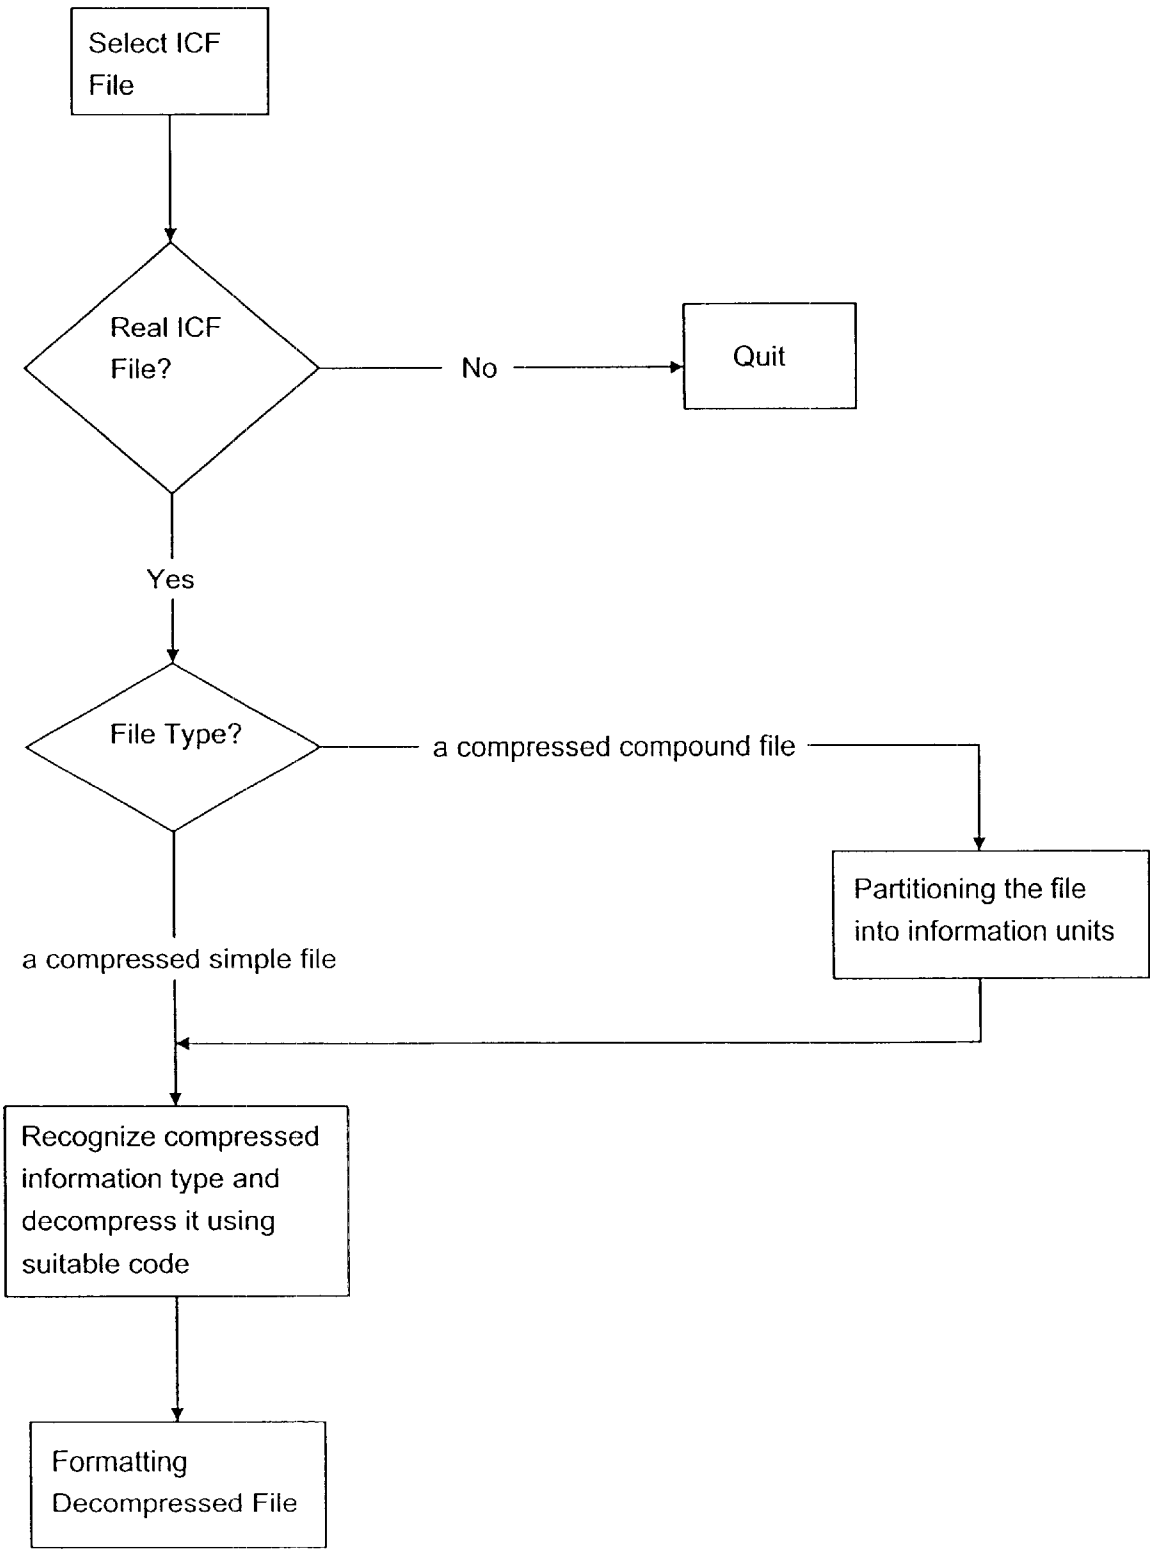 Select ICF
File
Real ICF
File?
No
Quit
Yes
File Type?
a compressed compound file
Partitioning the file
into information units
a compressed simple file
Recognize compressed
information type and
decompress it using
suitable code
Formatting
Decompressed File